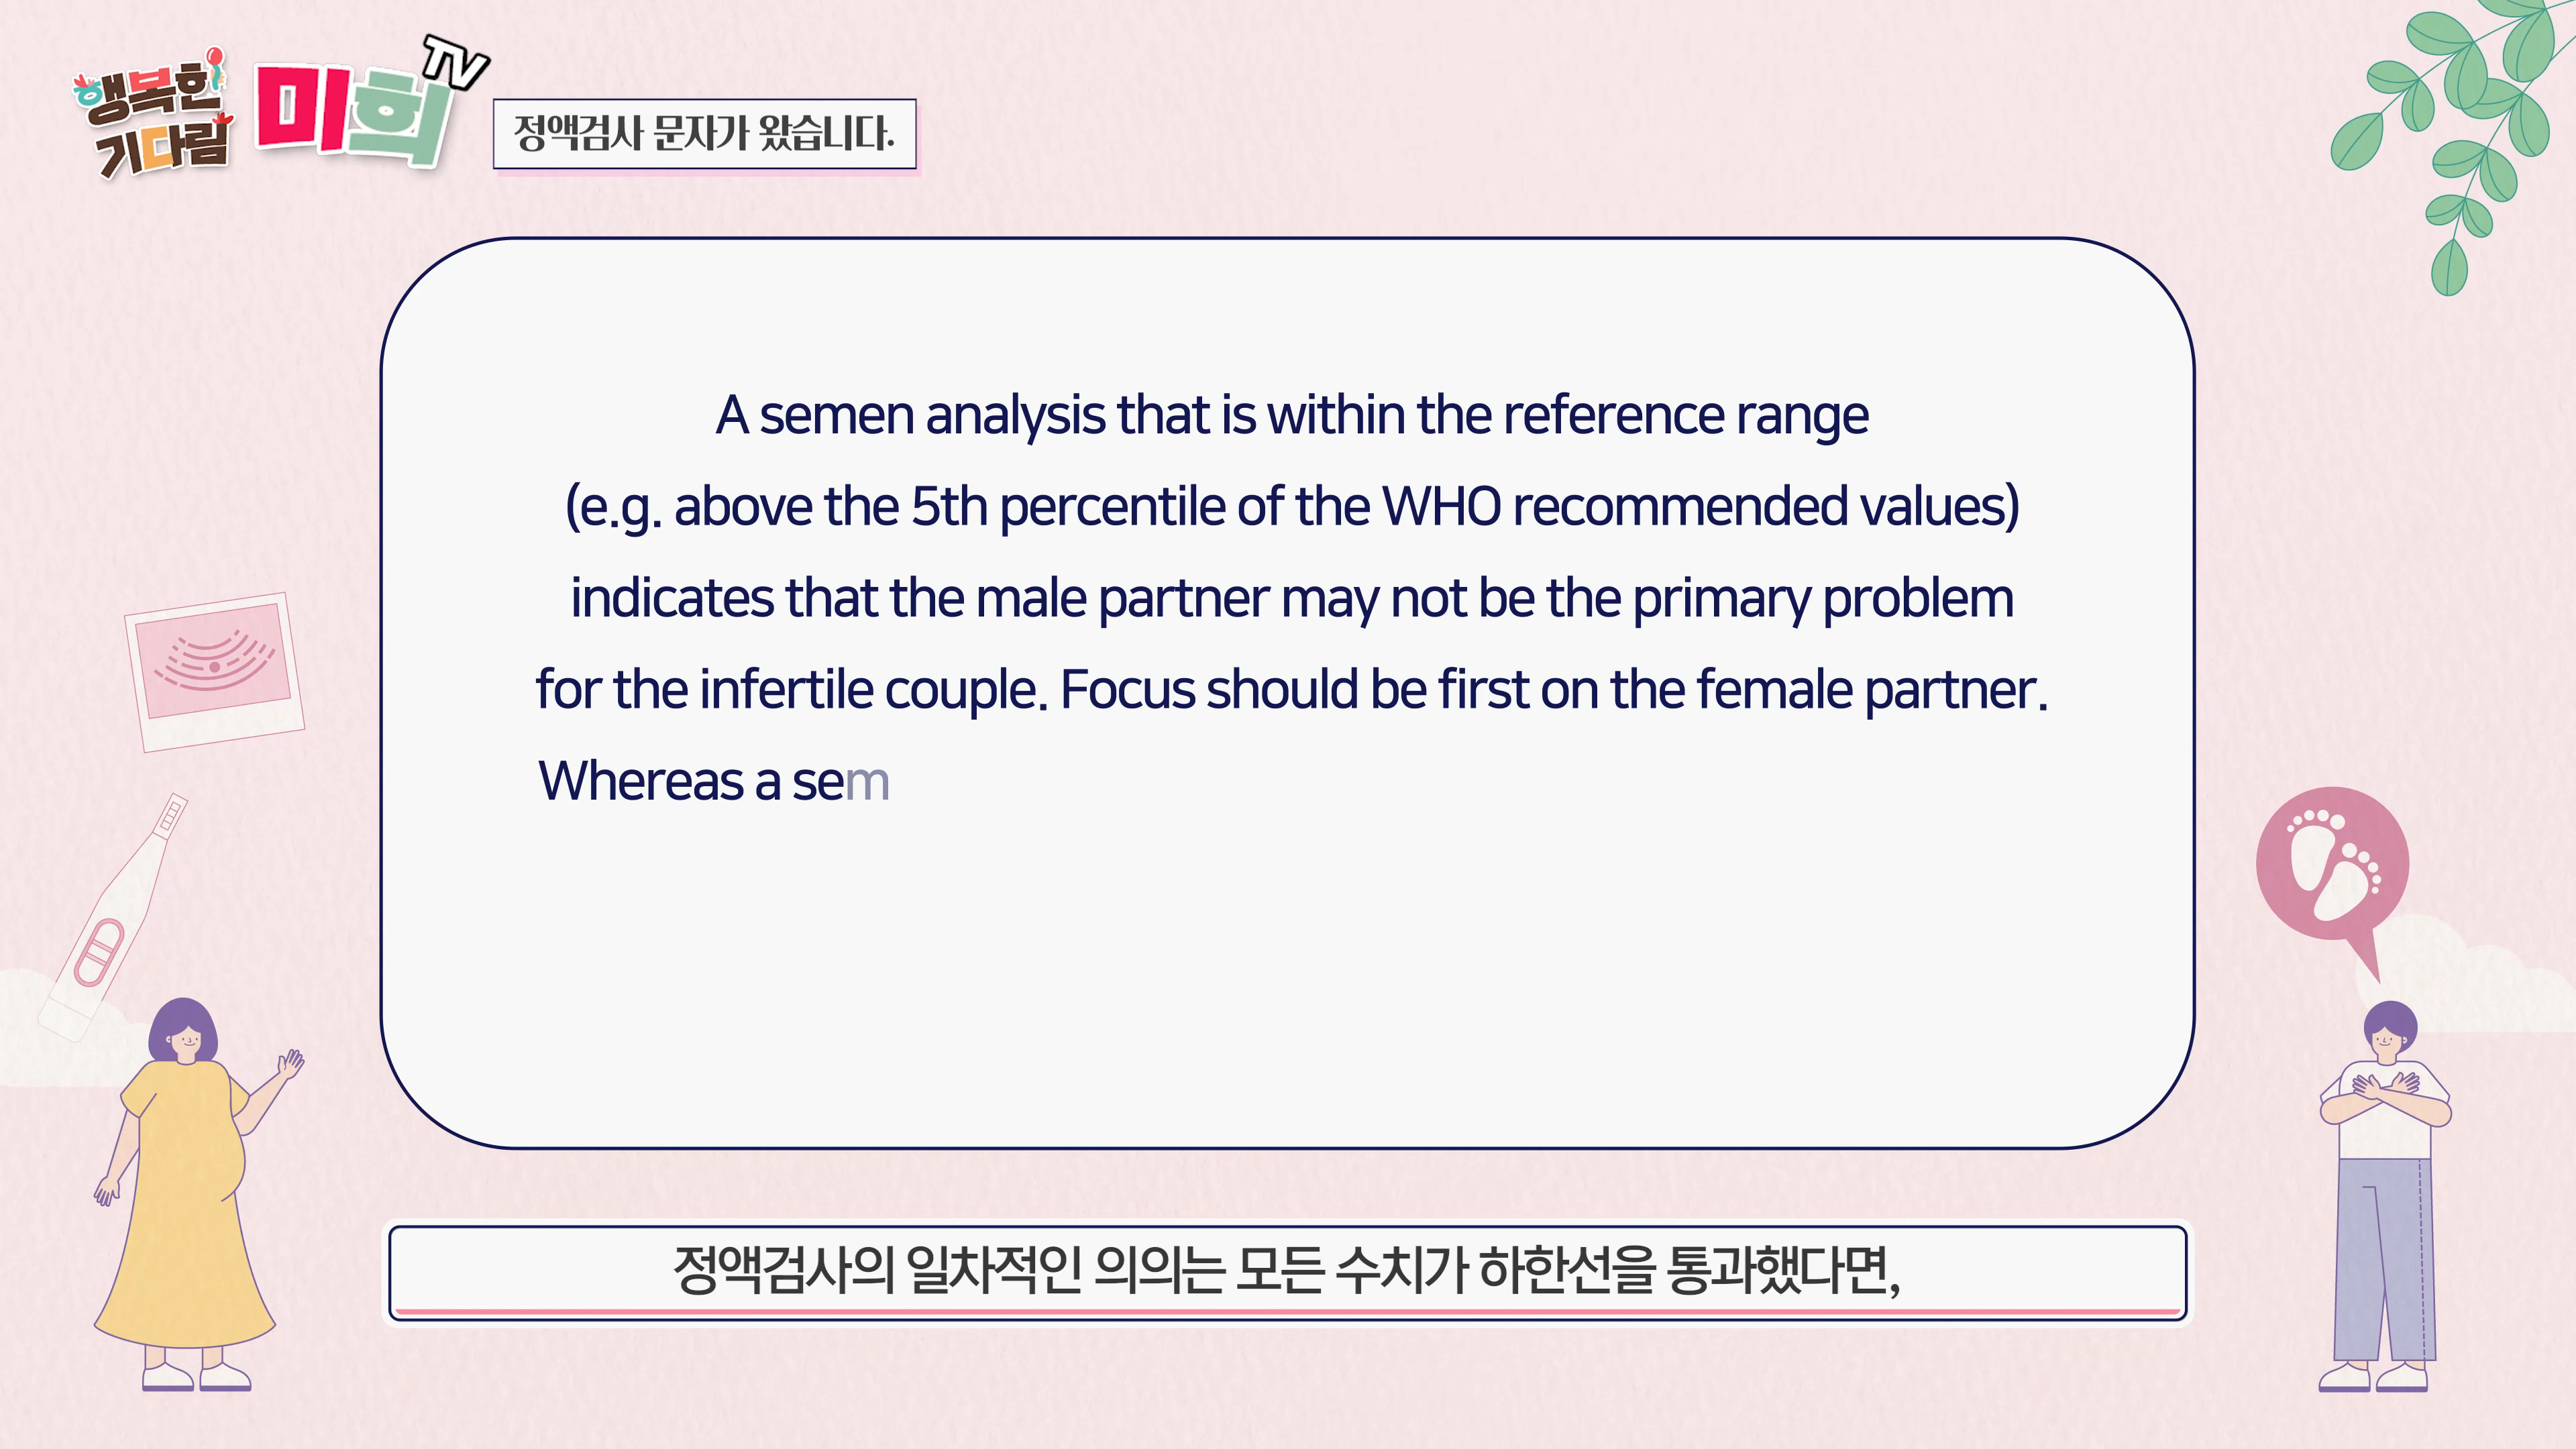 행복한
기다림
미희
TV
정액검사 문자가 왔습니다.
A semen analysis that is within the reference range
(e.g. above the 5th percentile of the WHO recommended values)
indicates that the male partner may not be the primary problem
for the infertile couple. Focus should be first on the female partner.
Whereas a sem
정액검사의 일차적인 의의는 모든 수치가 하한선을 통과했다면,